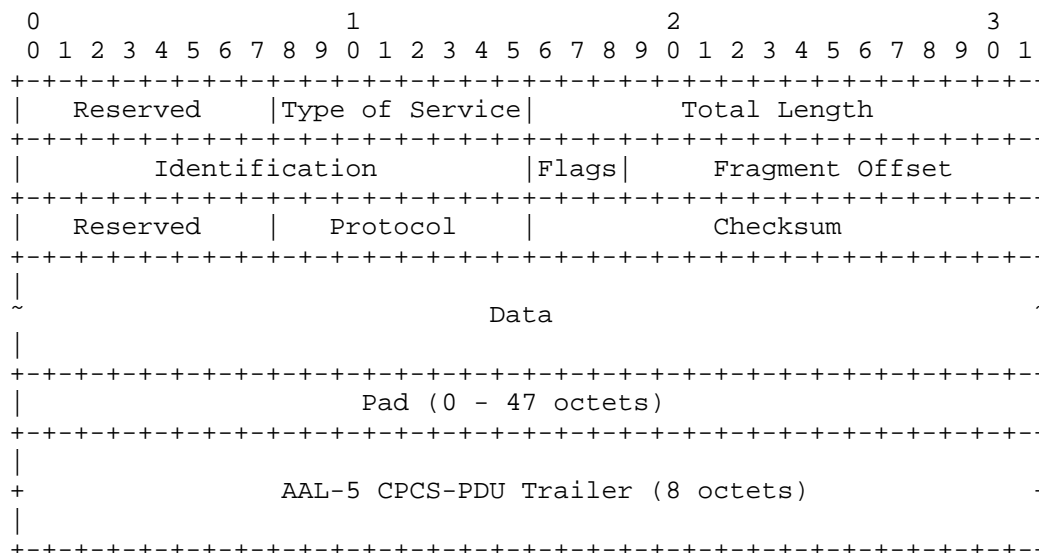 0                   1                   2                   3
 0 1 2 3 4 5 6 7 8 9 0 1 2 3 4 5 6 7 8 9 0 1 2 3 4 5 6 7 8 9 0 1
+-+-+-+-+-+-+-+-+-+-+-+-+-+-+-+-+-+-+-+-+-+-+-+-+-+-+-+-+-+-+-+-
|   Reserved    |Type of Service|         Total Length
+-+-+-+-+-+-+-+-+-+-+-+-+-+-+-+-+-+-+-+-+-+-+-+-+-+-+-+-+-+-+-+-
|        Identification         |Flags|     Fragment Offset
+-+-+-+-+-+-+-+-+-+-+-+-+-+-+-+-+-+-+-+-+-+-+-+-+-+-+-+-+-+-+-+-
|   Reserved    |   Protocol    |           Checksum
+-+-+-+-+-+-+-+-+-+-+-+-+-+-+-+-+-+-+-+-+-+-+-+-+-+-+-+-+-+-+-+-
|
~                             Data                              ~
|
+-+-+-+-+-+-+-+-+-+-+-+-+-+-+-+-+-+-+-+-+-+-+-+-+-+-+-+-+-+-+-+-
|                     Pad (0 - 47 octets)
+-+-+-+-+-+-+-+-+-+-+-+-+-+-+-+-+-+-+-+-+-+-+-+-+-+-+-+-+-+-+-+-
|
+                AAL-5 CPCS-PDU Trailer (8 octets)              -
|
+-+-+-+-+-+-+-+-+-+-+-+-+-+-+-+-+-+-+-+-+-+-+-+-+-+-+-+-+-+-+-+-